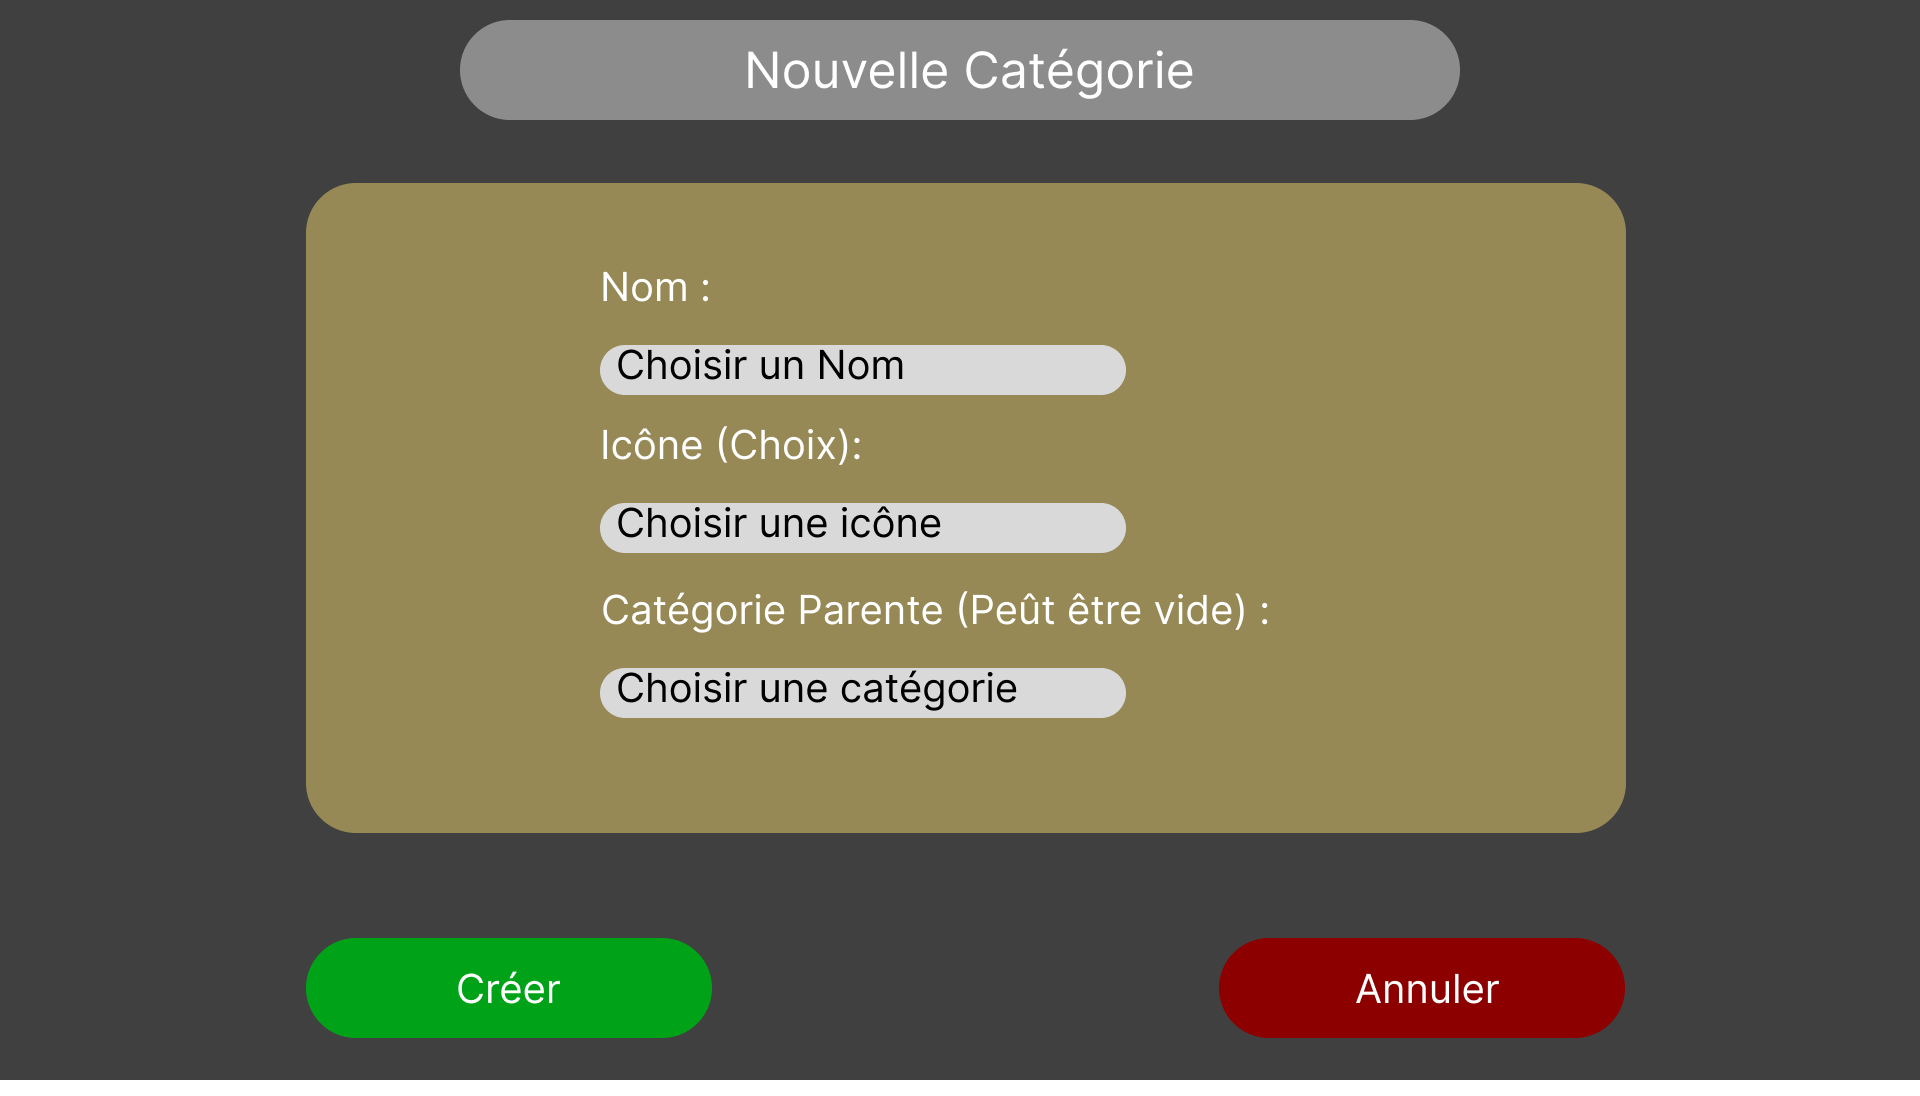 Nouvelle Catégorie
Nom :
Choisir un Nom
Icône (Choix):
Choisir une icône
Catégorie Parente (Peût être vide) :
Choisir une catégorie
Créer
Annuler